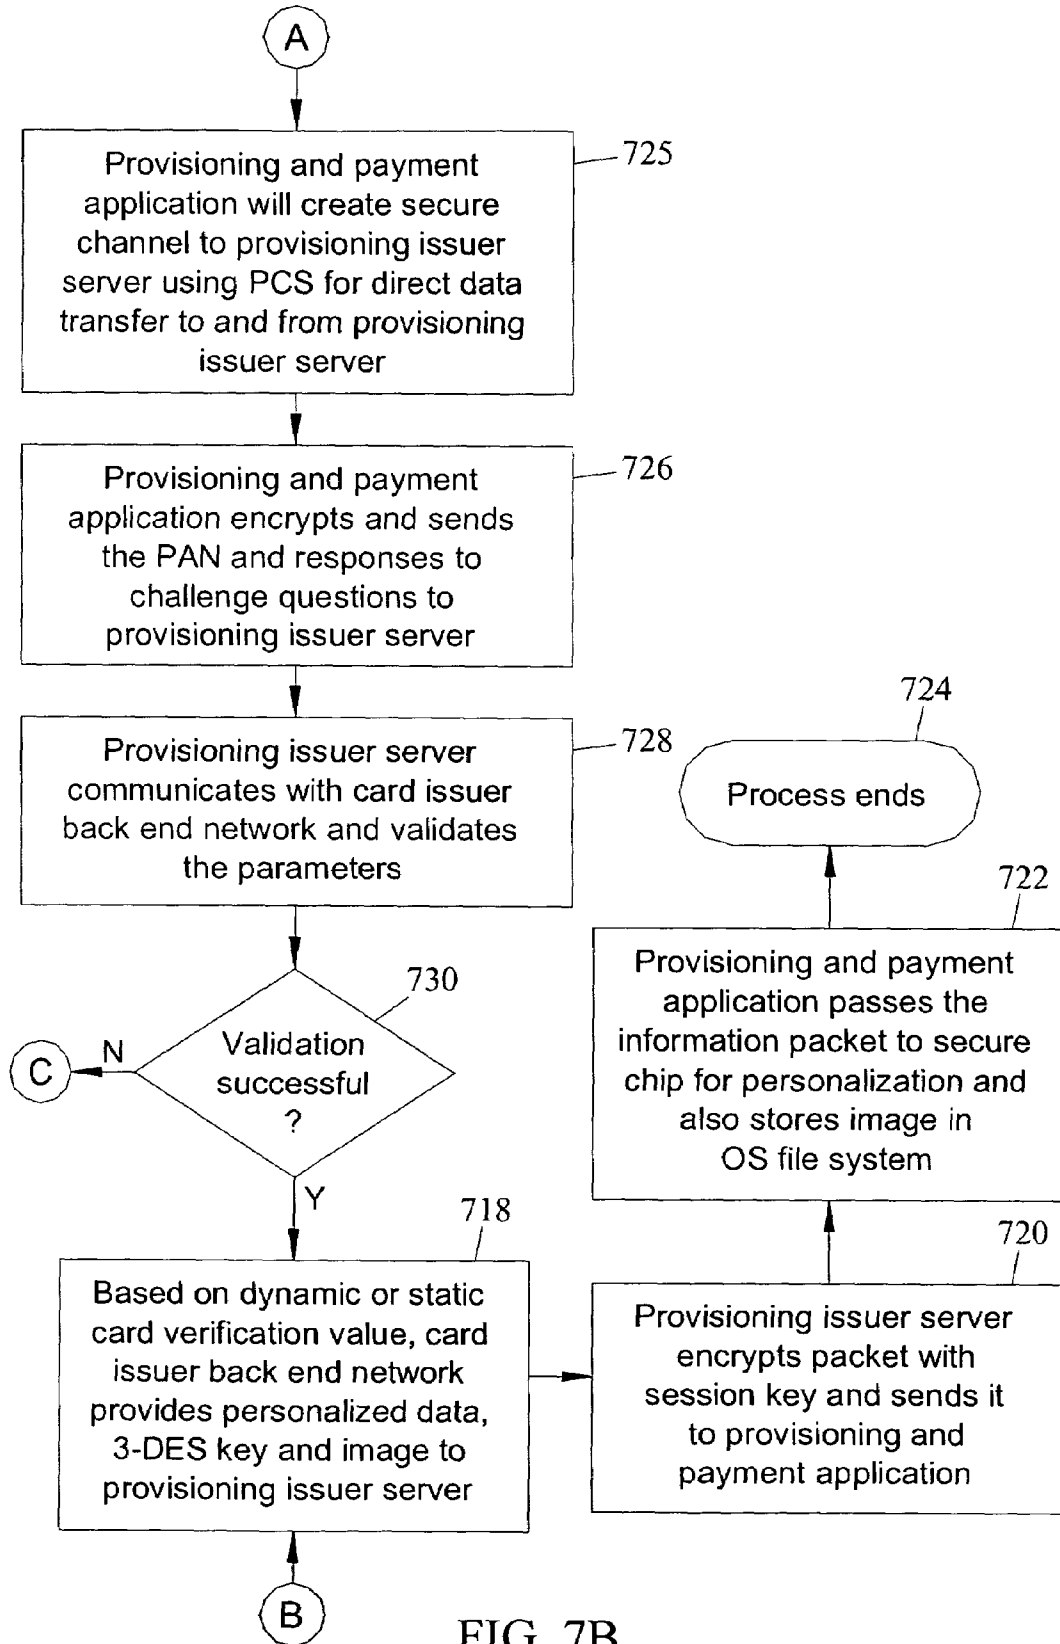 A
Provisioning and payment
application will create secure
channel to provisioning issuer
server using PCS for direct data
transfer to and from provisioning
issuer server
725
Provisioning and payment
application encrypts and sends
the PAN and responses to
challenge questions to
provisioning issuer server
726
Provisioning issuer server
communicates with card issuer
back end network and validates
the parameters
728
Validation
successful
?
730
N
C
Y
Based on dynamic or static
card verification value, card
issuer back end network
provides personalized data,
3-DES key and image to
provisioning issuer server
718
B
Provisioning issuer server
encrypts packet with
session key and sends it
to provisioning and
payment application
720
Provisioning and payment
application passes the
information packet to secure
chip for personalization and
also stores image in
OS file system
722
Process ends
724
FIG. 7B